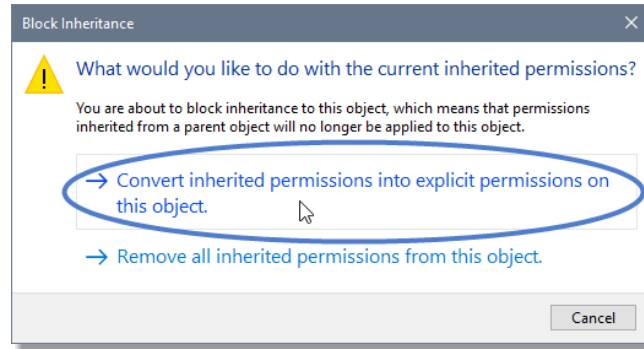 Block Inheritance
What would you like to do with the current inherited permissions?
You are about to block inheritance to this object, which means that permissions
inherited from a parent object will no longer be applied to this object.
Convert inherited permissions into explicit permissions on
this object.
Remove all inherited permissions from this object.
Cancel